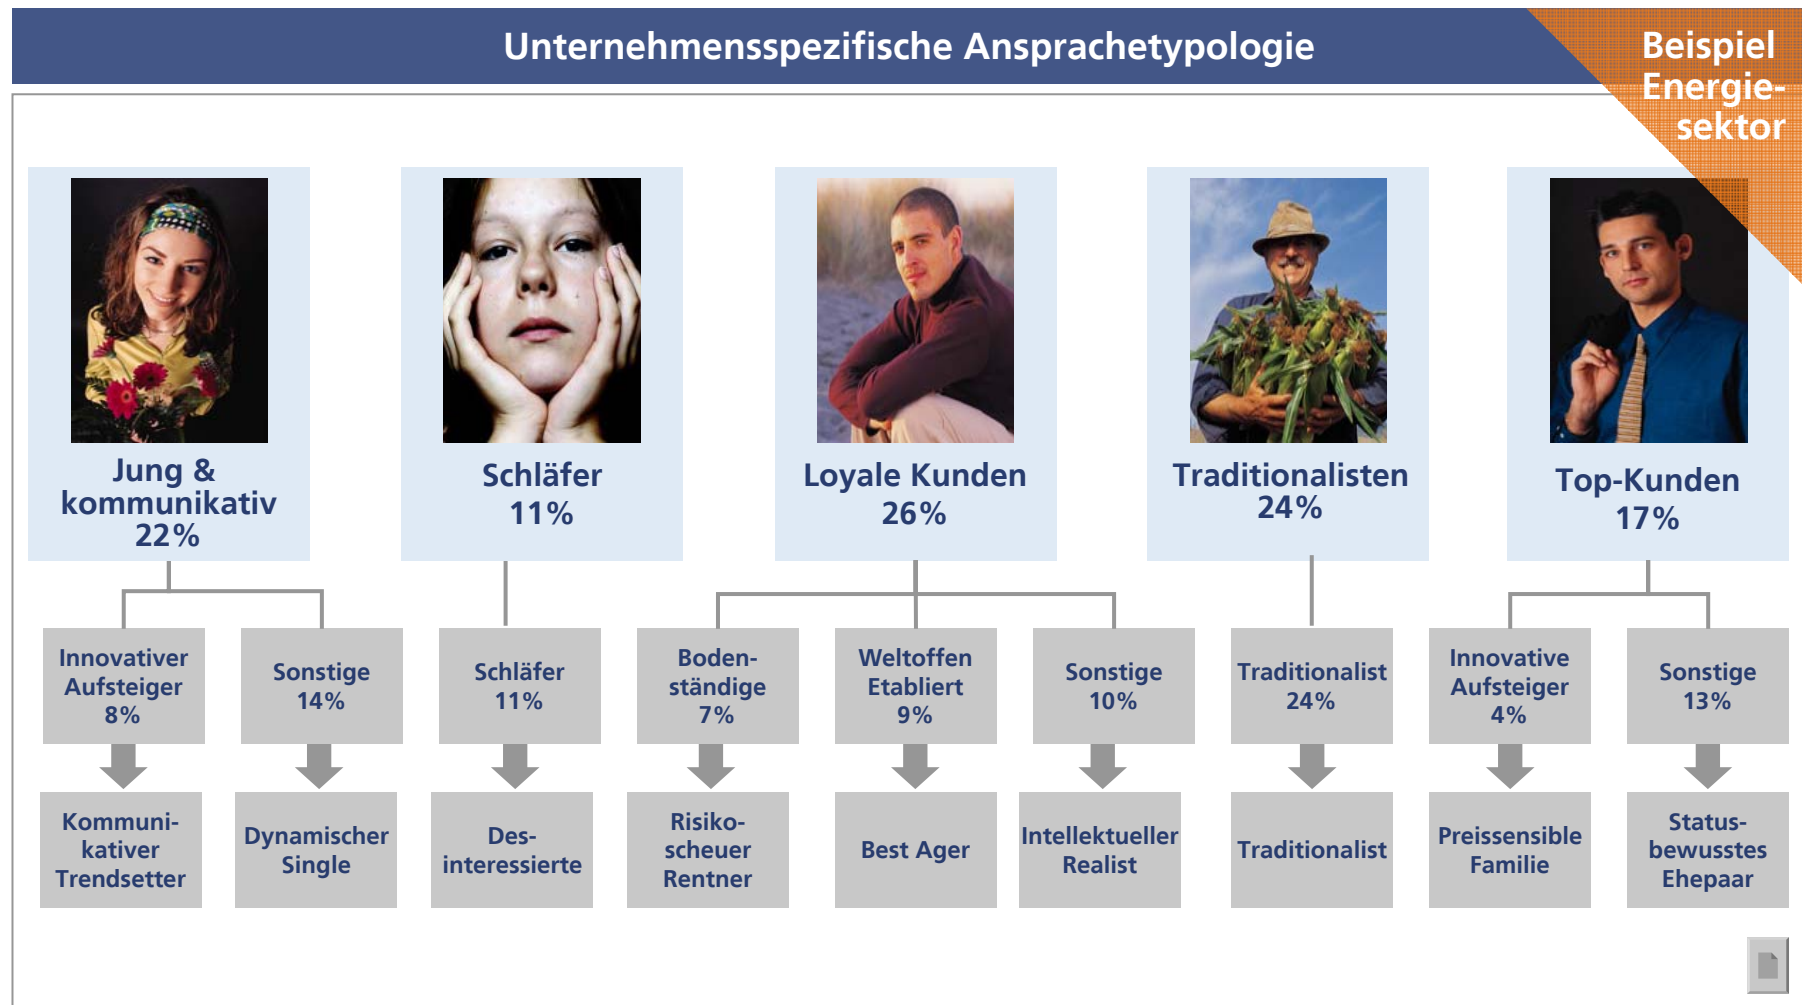 Unternehmensspezifische Ansprachetypologie
Beispiel
Energie-
sektor
Jung &
kommunikativ
22%
Schläfer
11%
Loyale Kunden
26%
Traditionalisten
24%
Top-Kunden
17%
Innovativer
Aufsteiger
8%
Sonstige
14%
Schläfer
11%
Boden-
ständige
7%
Weltoffen
Etabliert
9%
Sonstige
10%
Traditionalist
24%
Innovative
Aufsteiger
4%
Sonstige
13%
Kommuni-
kativer
Trendsetter
Dynamischer
Single
Des-
interessierte
Risiko-
scheuer
Rentner
Best Ager
Intellektueller
Realist
Traditionalist
Preissensible
Familie
Status-
bewusstes
Ehepaar